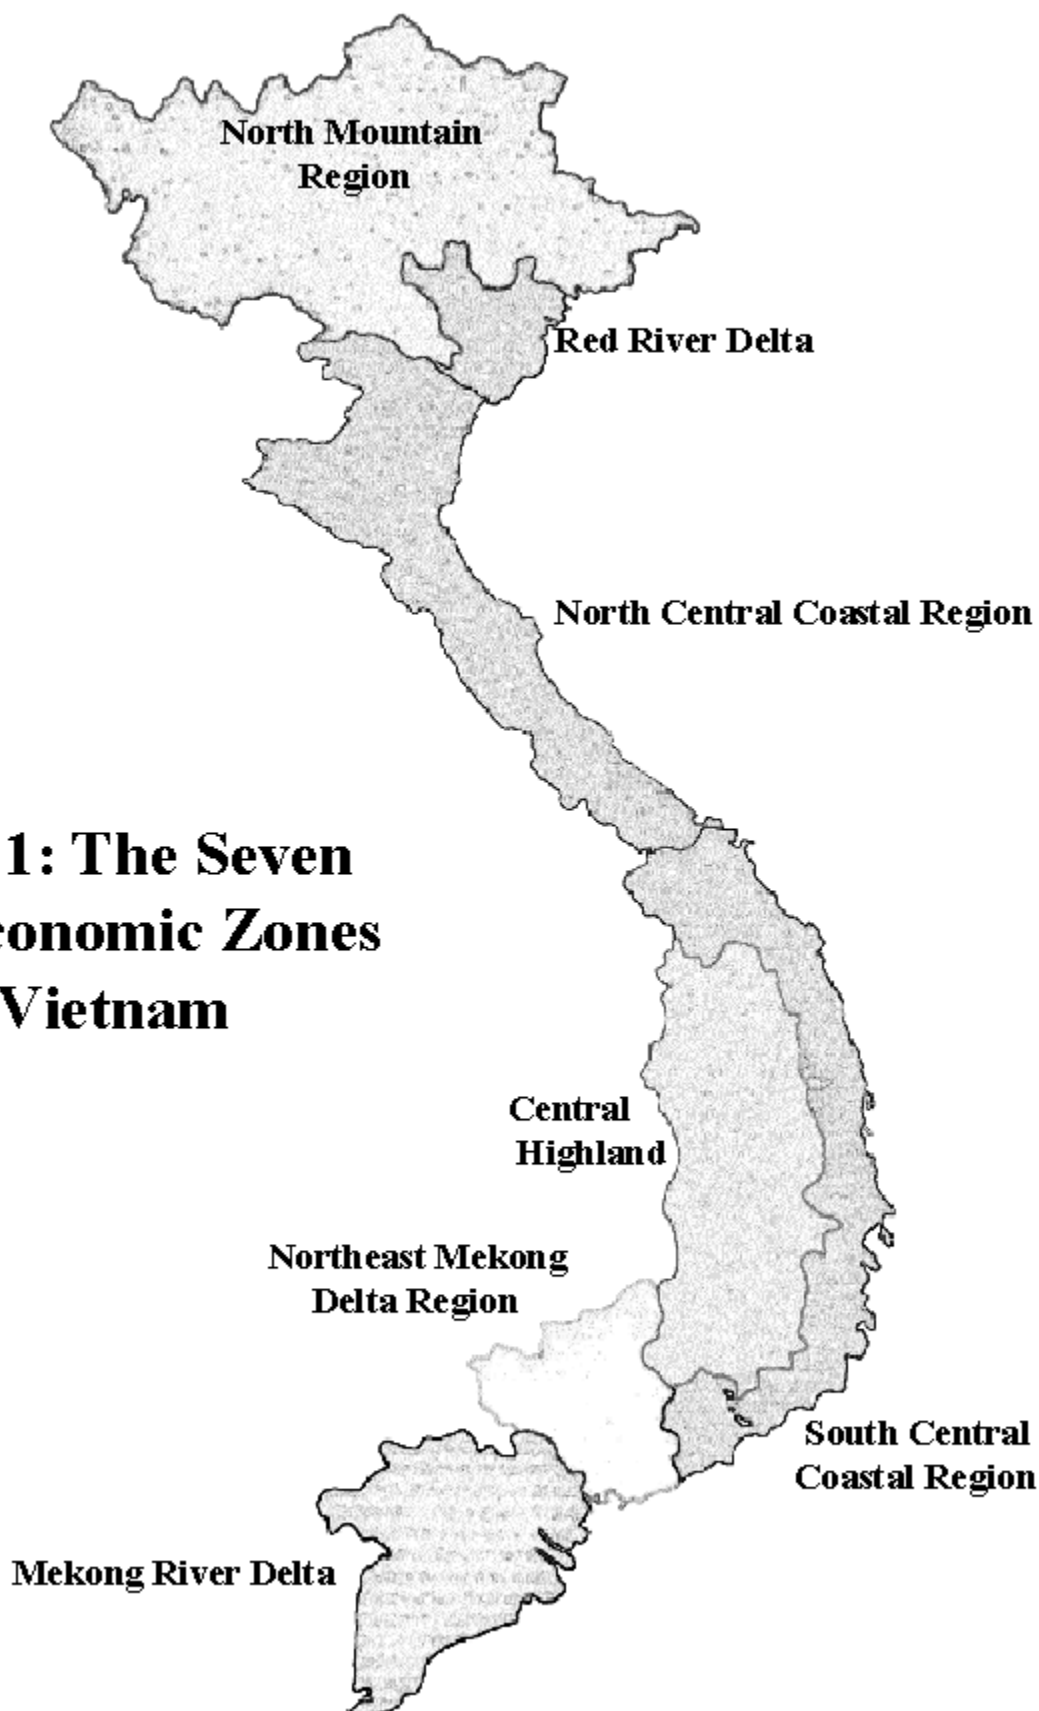 North Mountain
Region
Red River Delta
North Central Coastal Region
1: The Seven
conomic Zones
Vietnam
Central
Highland
Northeast Mekong
Delta Region
South Central
Coastal Region
Mekong River Delta